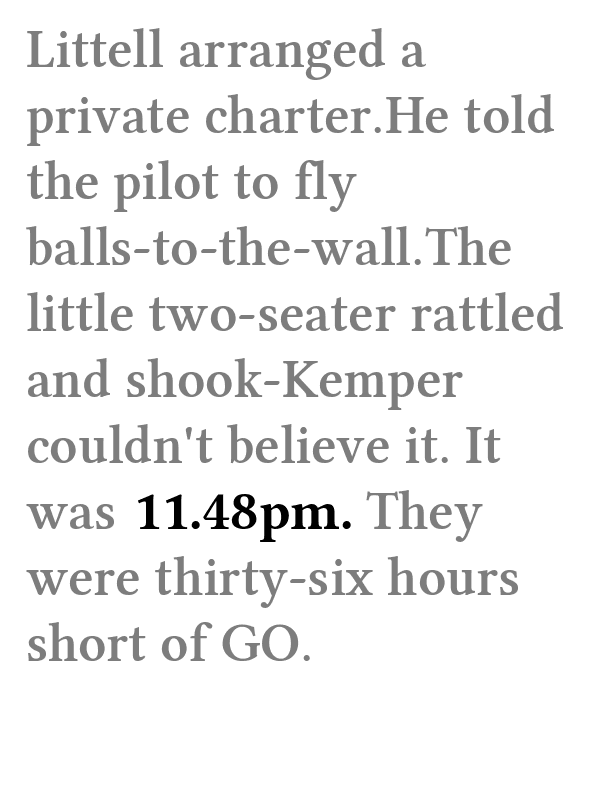 Littell arranged a
private charter.He told
the pilot to fly
balls-to-the-wall.The
little two-seater rattled
and shook-Kemper
couldn't believe it. It
was 11.48pm. They
were thirty-six hours
short of GO.